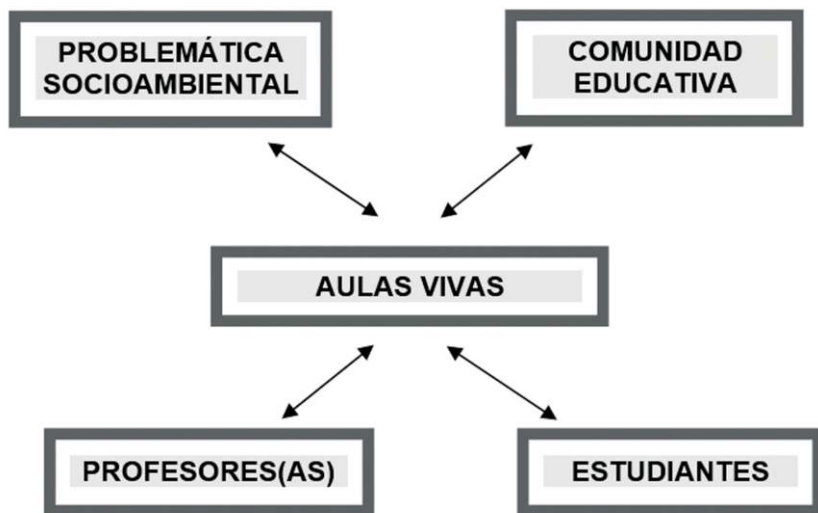 PROBLEMÁTICA
SOCIOAMBIENTAL
COMUNIDAD
EDUCATIVA
AULAS VIVAS
PROFESORES(AS)
ESTUDIANTES